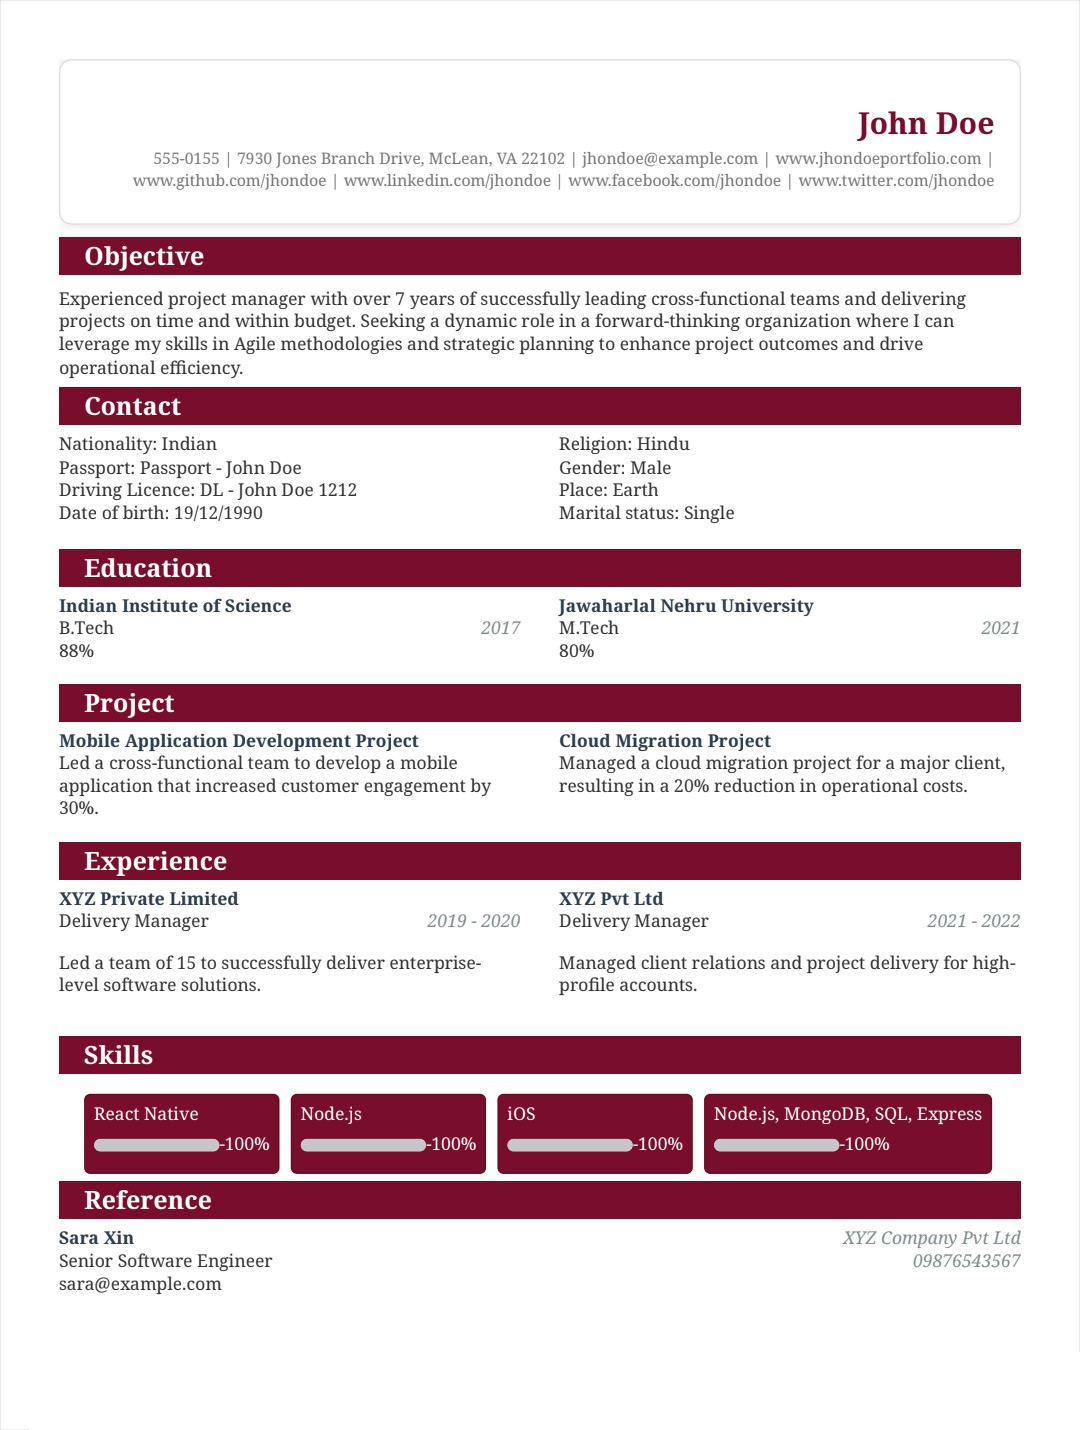 John Doe
555-0155 | 7930 Jones Branch Drive, McLean, VA 22102 | jhondoe@example.com | www.jhondoeportfolio.com |
www.github.com/jhondoe | www.linkedin.com/jhondoe | www.facebook.com/jhondoe | www.twitter.com/jhondoe
Objective
Experienced project manager with over 7 years of successfully leading cross-functional teams and delivering
projects on time and within budget. Seeking a dynamic role in a forward-thinking organization where I can
leverage my skills in Agile methodologies and strategic planning to enhance project outcomes and drive
operational efficiency.
Contact
Nationality: Indian
Passport: Passport - John Doe
Driving Licence: DL - John Doe 1212
Date of birth: 19/12/1990
Religion: Hindu
Gender: Male
Place: Earth
Marital status: Single
Education
Indian Institute of Science
B.Tech 2017
88%
Jawaharlal Nehru University
M.Tech 2021
80%
Project
Mobile Application Development Project
Led a cross-functional team to develop a mobile
application that increased customer engagement by
30%.
Cloud Migration Project
Managed a cloud migration project for a major client,
resulting in a 20% reduction in operational costs.
Experience
XYZ Private Limited
Delivery Manager 2019 - 2020
Led a team of 15 to successfully deliver enterprise-
level software solutions.
XYZ Pvt Ltd
Delivery Manager 2021 - 2022
Managed client relations and project delivery for high-
profile accounts.
Skills
React Native
-100%
Node.js
-100%
iOS
-100%
Node.js, MongoDB, SQL, Express
-100%
Reference
Sara Xin XYZ Company Pvt Ltd
Senior Software Engineer 09876543567
sara@example.com